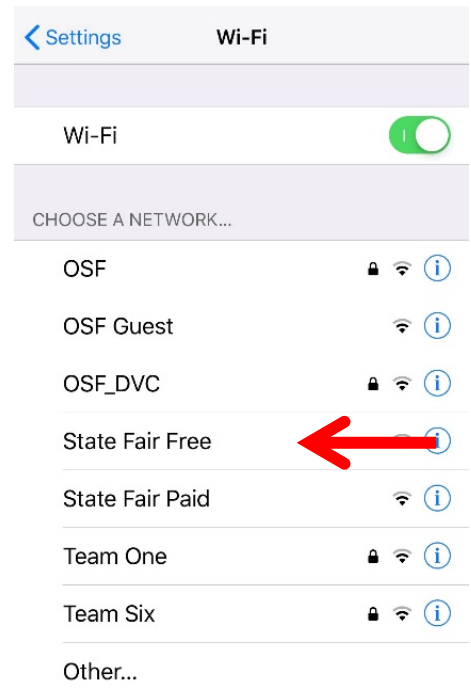 Settings Wi-Fi
Wi-Fi
CHOOSE A NETWORK...
OSF
OSF Guest
OSF_DVC
State Fair Free
State Fair Paid
Team One
Team Six
Other...